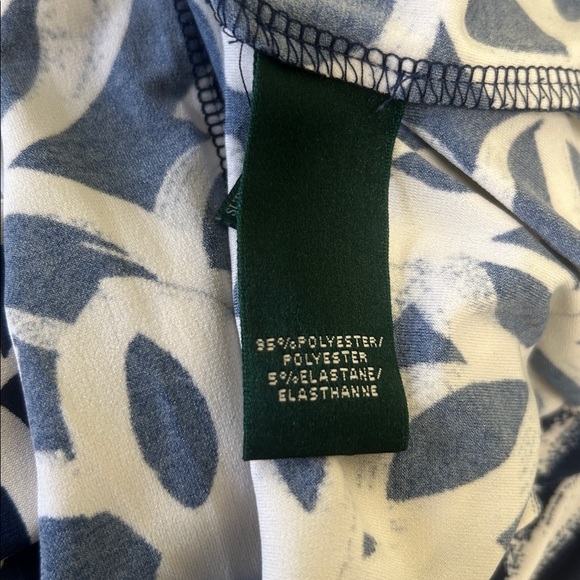 95%POLYESTER/
POLYESTER
5%ELASTANE/
ELASTHANNE